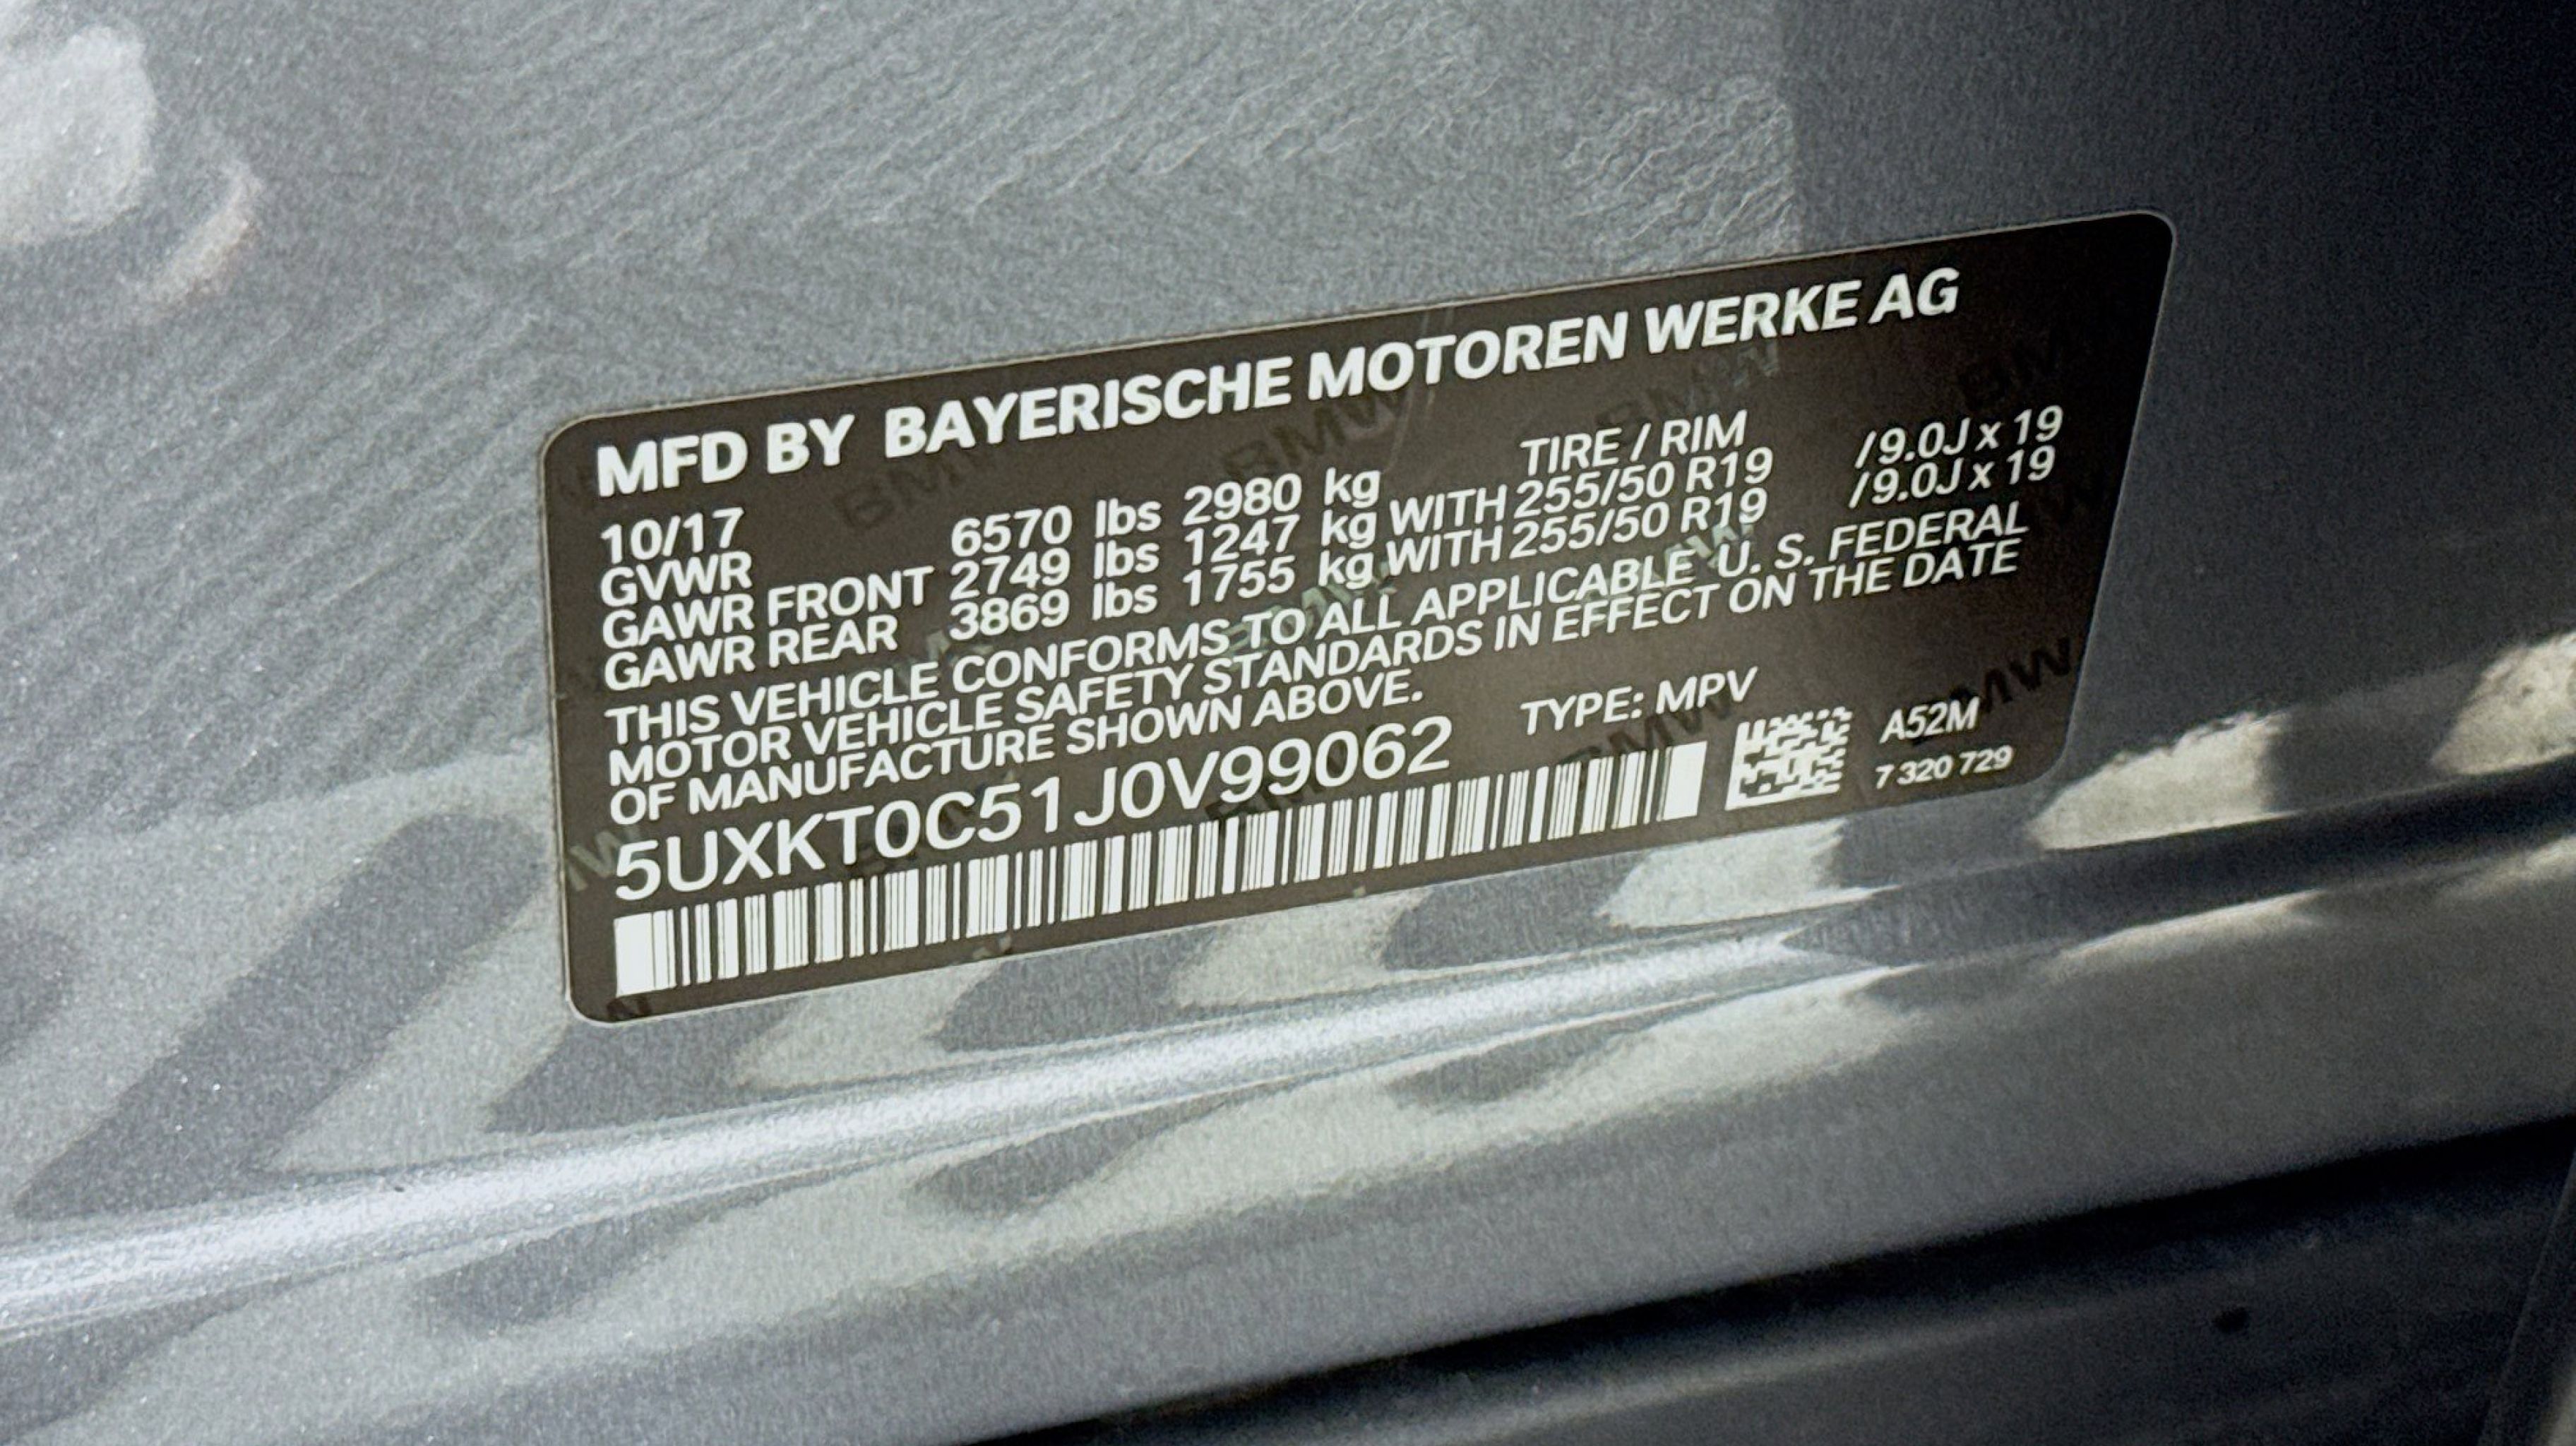 MFD BY BAYERISCHE MOTOREN WERKE AG
10/17 TIRE / RIM
GVWR 6570 lbs 2980 kg
GAWR FRONT 2749 lbs 1247 kg WITH 255/50 R19 /9.0J x 19
GAWR REAR 3869 lbs 1755 kg WITH 255/50 R19 /9.0J x 19
THIS VEHICLE CONFORMS TO ALL APPLICABLE U. S. FEDERAL
MOTOR VEHICLE SAFETY STANDARDS IN EFFECT ON THE DATE
OF MANUFACTURE SHOWN ABOVE.
5UXKT0C51J0V99062 TYPE: MPV
A52M
7 320 729